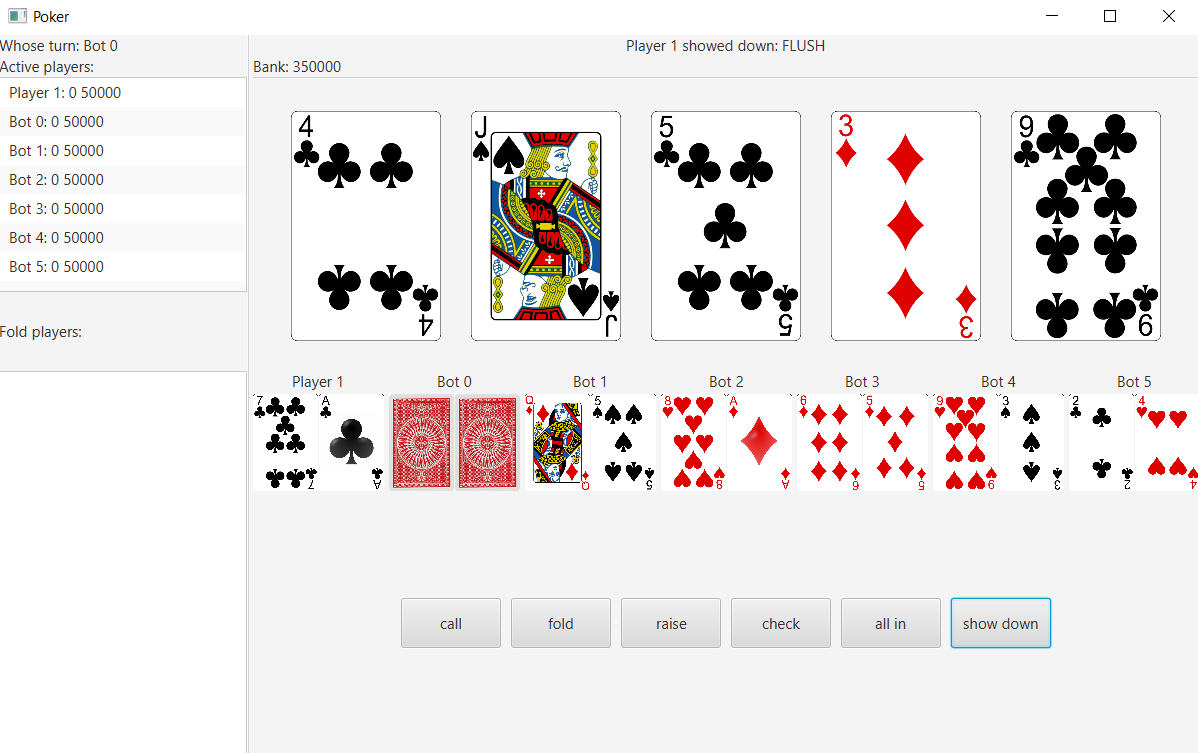 Poker
Whose turn: Bot 0
Active players:
Player 1: 0 50000
Bot 0: 0 50000
Bot 1: 0 50000
Bot 2: 0 50000
Bot 3: 0 50000
Bot 4: 0 50000
Bot 5: 0 50000
Fold players:
Player 1 showed down: FLUSH
Bank: 350000
4 J 5 3 9
4 J 5 3 9
Player 1 Bot 0 Bot 1 Bot 2 Bot 3 Bot 4 Bot 5
7 A Q 5 8 A 6 5 9 3 2 4
7 A Q 5 8 A 6 5 9 3 2 4
call fold raise check all in show down